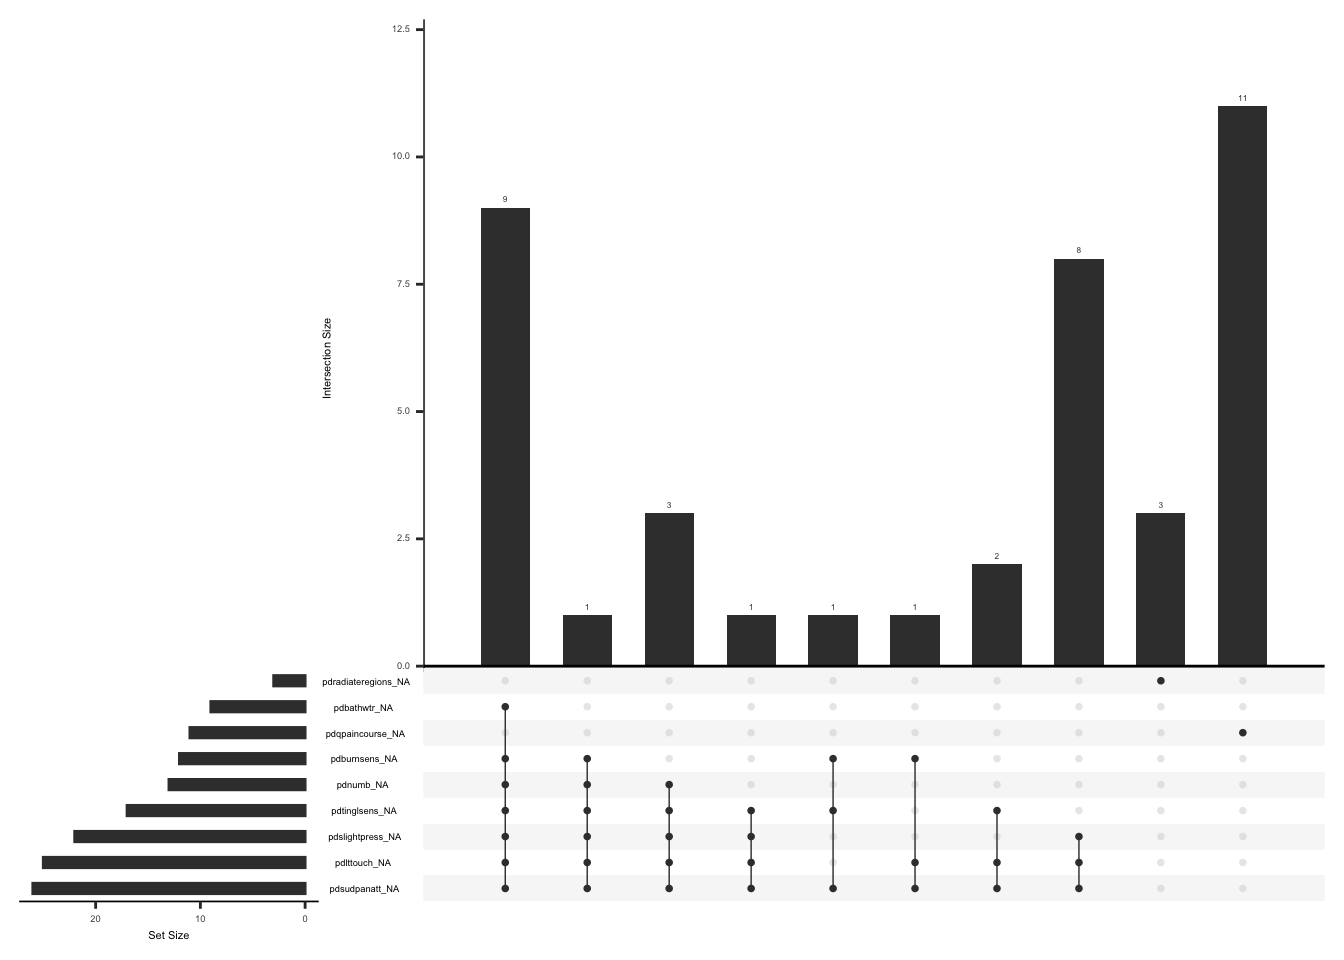 12.5
11
10.0
9
8
7.5
Intersection Size
5.0
3
3
2.5
2
1
1
1
1
0.0
pdradiateregions_NA
pdbathwtr_NA
pdqpaincourse_NA
pdburnsens_NA
pdnumb_NA
pdtinglsens_NA
pdslightpress_NA
pdlttouch_NA
pdsudpanatt_NA
20
10
0
Set Size